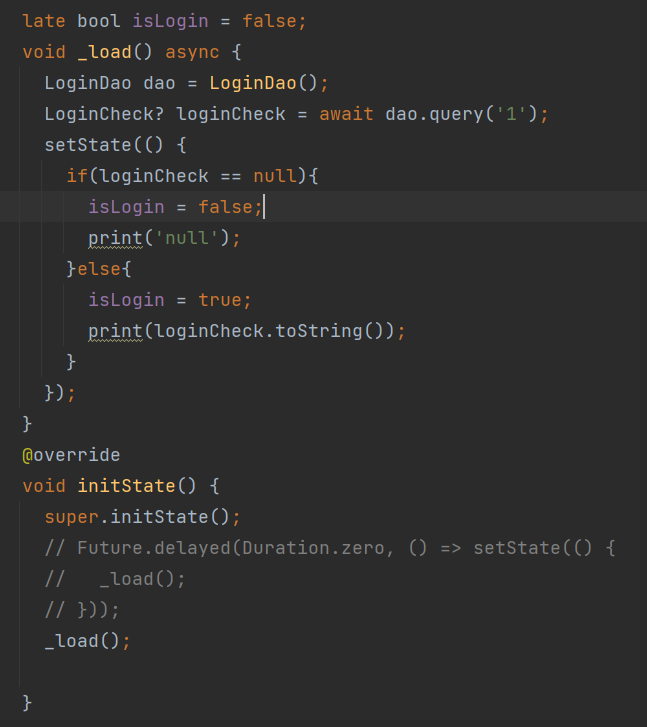 late bool isLogin = false;
void _load() async {
  LoginDao dao = LoginDao();
  LoginCheck? loginCheck = await dao.query('1');
  setState(() {
    if(loginCheck == null){
      isLogin = false;
      print('null');
    }else{
      isLogin = true;
      print(loginCheck.toString());
    }
  });
}
@override
void initState() {
  super.initState();
  // Future.delayed(Duration.zero, () => setState(() {
  //   _load();
  // }));
  _load();

}